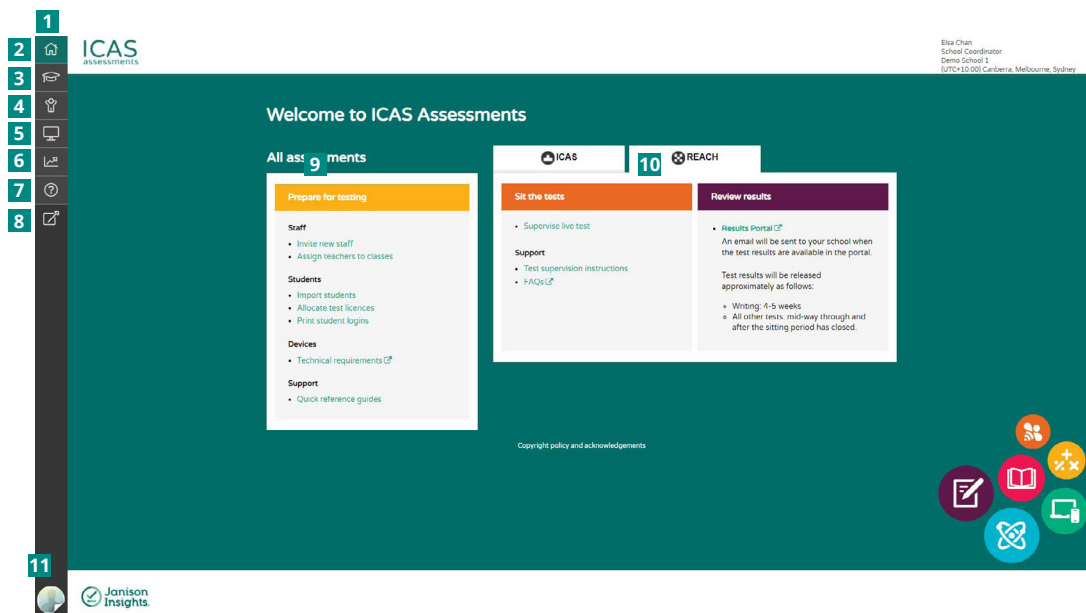 1
2
3
4
5
6
7
8
ICAS
assessments
Elsa Chan
School Coordinator
Demo School 1
(UTC+10:00) Canberra, Melbourne, Sydney
Welcome to ICAS Assessments
All assessments
9
ICAS
10
REACH
Prepare for testing
Staff
• Invite new staff
• Assign teachers to classes
Students
• Import students
• Allocate test licences
• Print student logins
Devices
• Technical requirements
Support
• Quick reference guides
Sit the tests
• Supervise live test
Support
• Test supervision instructions
• FAQs
Review results
• Results Portal
An email will be sent to your school when
the test results are available in the portal.
Test results will be released
approximately as follows:
Writing: 4-5 weeks
All other tests: mid-way through and
after the sitting period has closed.
Copyright policy and acknowledgements
11
Janison
Insights.